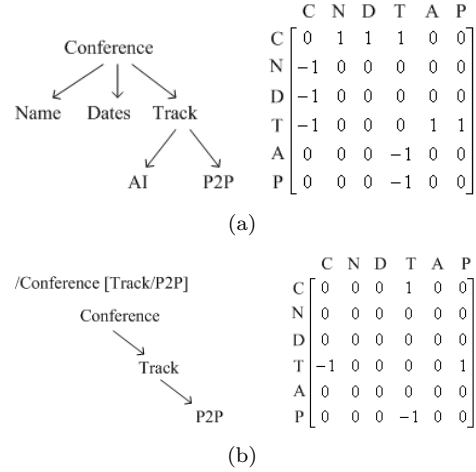 Conference
Name Dates Track
AI P2P
C N D T A P
C 0 1 1 1 0 0
N −1 0 0 0 0 0
D −1 0 0 0 0 0
T −1 0 0 0 1 1
A 0 0 0 −1 0 0
P 0 0 0 −1 0 0
(a)
/Conference [Track/P2P]
Conference
Track
P2P
C N D T A P
C 0 0 0 1 0 0
N 0 0 0 0 0 0
D 0 0 0 0 0 0
T −1 0 0 0 0 1
A 0 0 0 0 0 0
P 0 0 0 −1 0 0
(b)